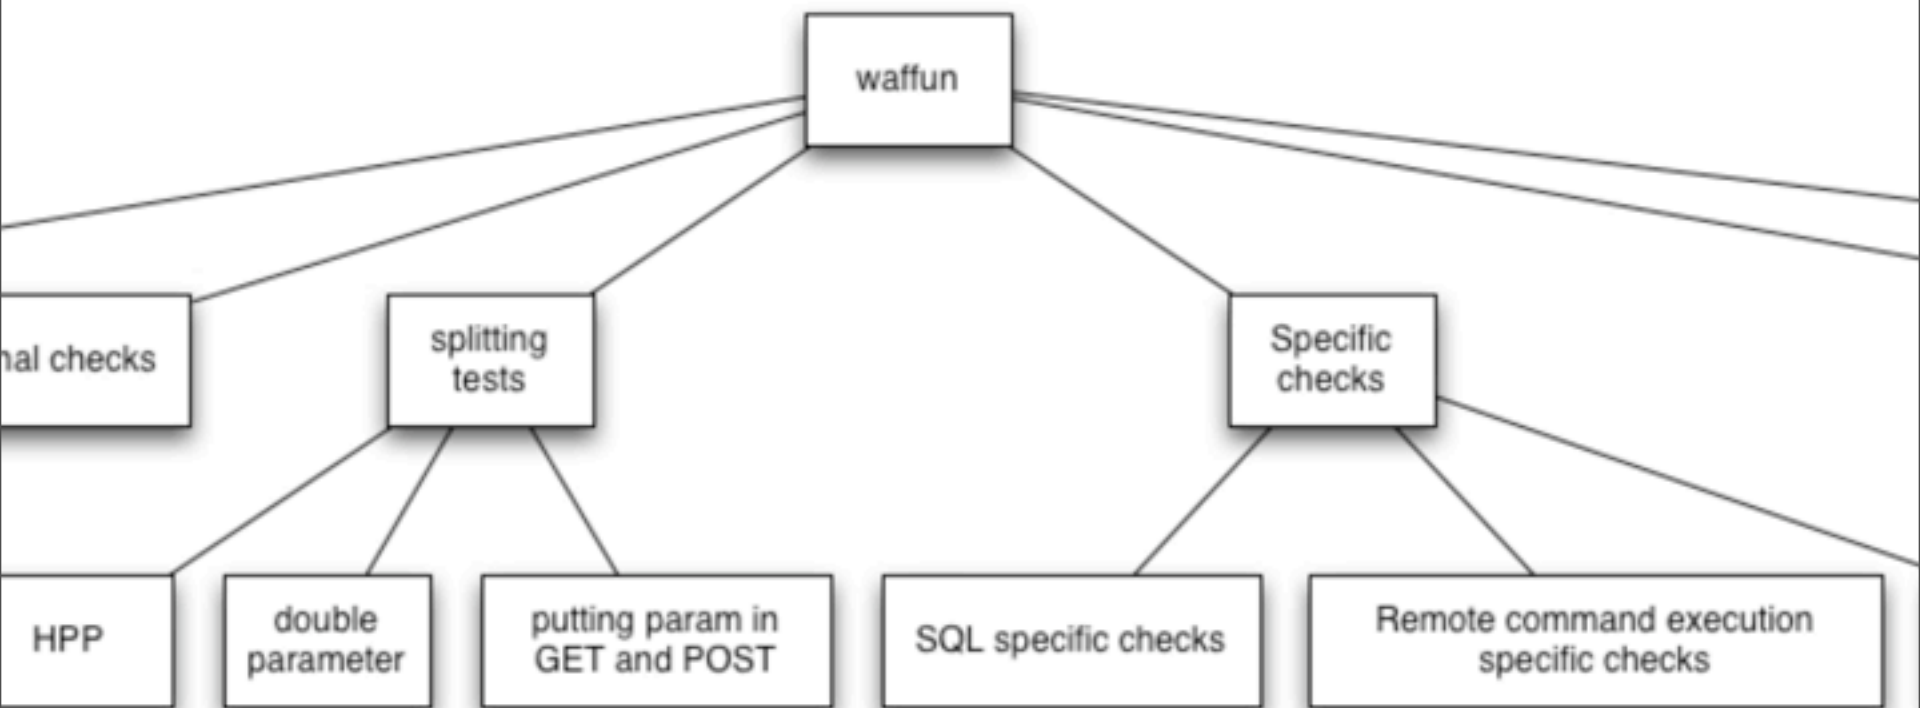 waffun
checks
splitting
tests
Specific
checks
HPP
double
parameter
putting param in
GET and POST
SQL specific checks
Remote command execution
specific checks